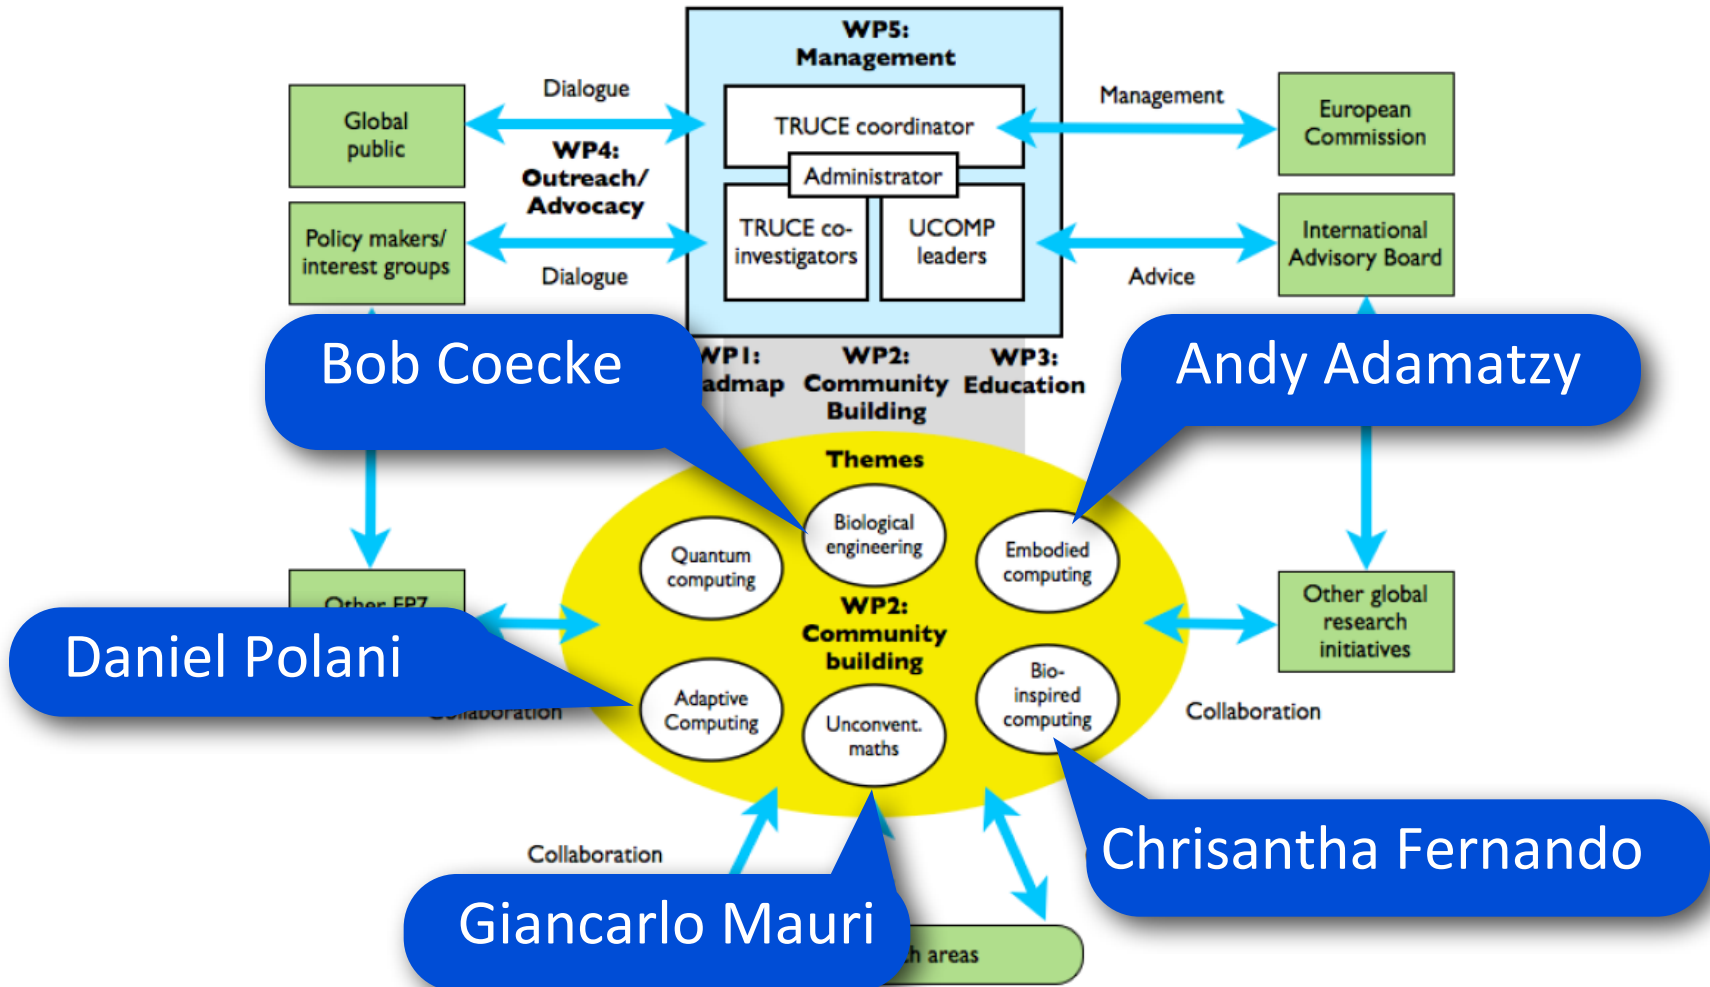 WP5:
Management
Dialogue
Management
Global
public
TRUCE coordinator
European
Commission
WP4:
Outreach/
Advocacy
Administrator
Policy makers/
interest groups
TRUCE co-
investigators
UCOMP
leaders
International
Advisory Board
Dialogue
Advice
Bob Coecke
Andy Adamatzy
WP1:
WP2:
Community
Building
WP3:
Education
Themes
Quantum
computing
Biological
engineering
Embodied
computing
Other FP7
WP2:
Community
building
Other global
research
initiatives
Daniel Polani
Adaptive
Computing
Unconvent.
maths
Bio-
inspired
computing
Collaboration
Collaboration
Collaboration
Chrisantha Fernando
Giancarlo Mauri
areas